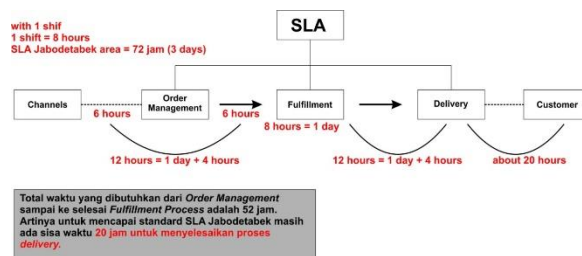 with 1 shif
1 shift = 8 hours
SLA Jabodetabek area = 72 jam (3 days)
SLA
Channels
Order
Management
Fulfillment
Delivery
Customer
6 hours
6 hours
8 hours = 1 day
12 hours = 1 day + 4 hours
12 hours = 1 day + 4 hours
about 20 hours
Total waktu yang dibutuhkan dari Order Management
sampai ke selesai Fulfillment Process adalah 52 jam.
Artinya untuk mencapai standard SLA Jabodetabek masih
ada sisa waktu 20 jam untuk menyelesaikan proses
delivery.